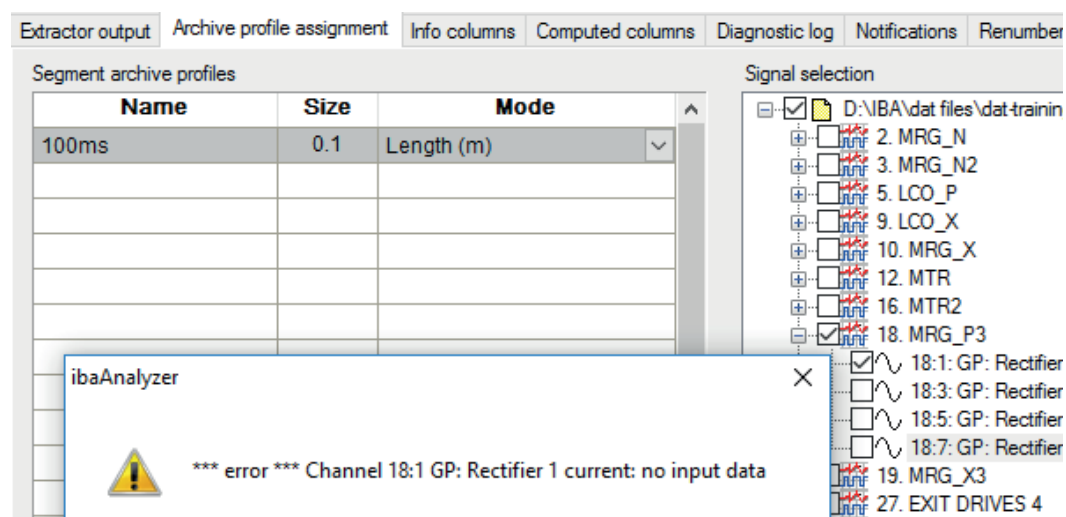 Extractor output Archive profile assignment Info columns Computed columns Diagnostic log Notifications Renumber
Segment archive profiles
Name Size Mode
100ms 0.1 Length (m)
Signal selection
D:\IBA\dat files\dat-trainin
2. MRG_N
3. MRG_N2
5. LCO_P
9. LCO_X
10. MRG_X
12. MTR
16. MTR2
18. MRG_P3
18:1: GP: Rectifier
18:3: GP: Rectifier
18:5: GP: Rectifier
18:7: GP: Rectifier
19. MRG_X3
27. EXIT DRIVES 4
ibaAnalyzer
*** error *** Channel 18:1 GP: Rectifier 1 current: no input data